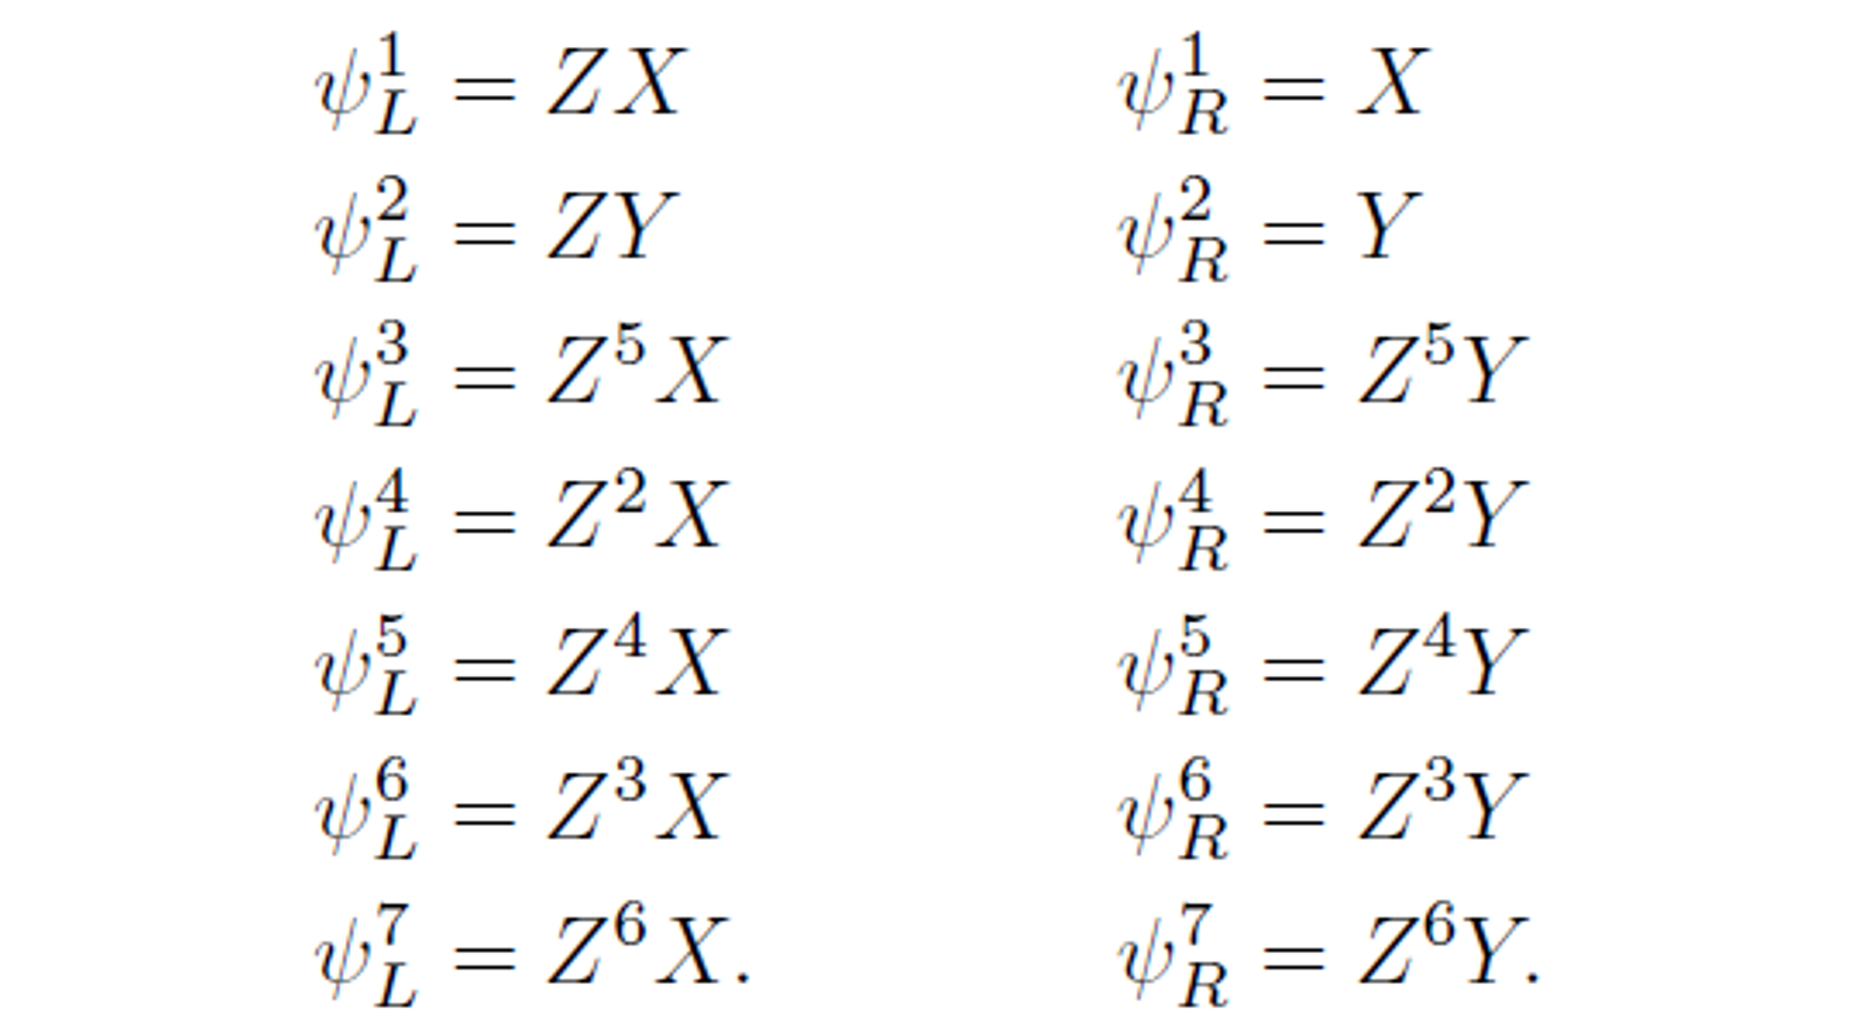 ψ_L^1 = ZX ψ_R^1 = X
ψ_L^2 = ZY ψ_R^2 = Y
ψ_L^3 = Z^5X ψ_R^3 = Z^5Y
ψ_L^4 = Z^2X ψ_R^4 = Z^2Y
ψ_L^5 = Z^4X ψ_R^5 = Z^4Y
ψ_L^6 = Z^3X ψ_R^6 = Z^3Y
ψ_L^7 = Z^6X. ψ_R^7 = Z^6Y.